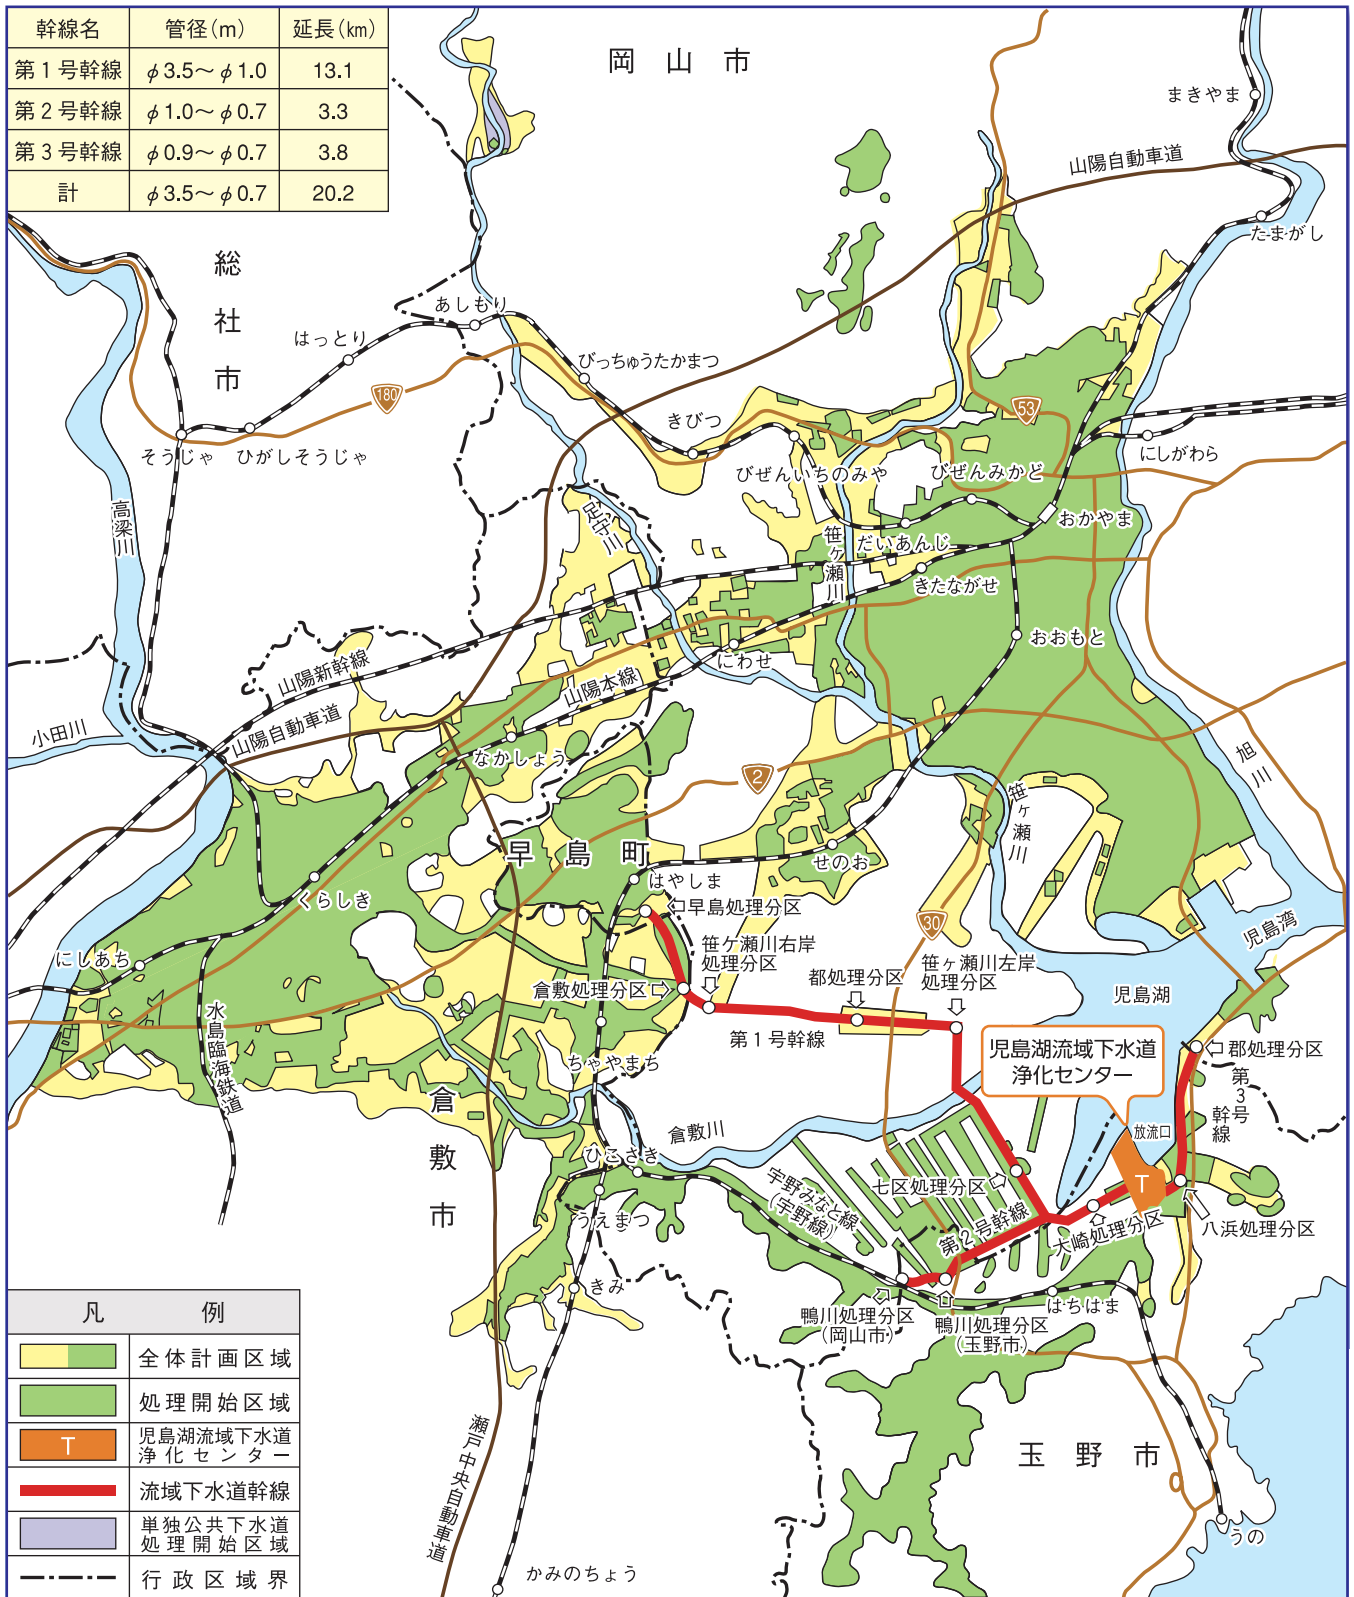 幹線名 管径(m) 延長(km)
第1号幹線 φ3.5～φ1.0 13.1
第2号幹線 φ1.0～φ0.7 3.3
第3号幹線 φ0.9～φ0.7 3.8
計 φ3.5～φ0.7 20.2
岡山市
まきやま
山陽自動車道
たまがし
総社市
あしもり
はっとり
びっちゅうたかまつ
180
53
きびつ
そうじゃ
ひがしそうじゃ
びぜんいちのみや
びぜんみかど
にしがわら
高梁川
足守川
笹ヶ瀬川
だいあんじ
おかやま
きたながせ
おおもと
にわせ
山陽新幹線
山陽本線
小田川
山陽自動車道
なかしょう
2
旭川
笹ヶ瀬川
早島町
せのお
はやしま
くらしき
早島処理分区
30
児島湾
笹ケ瀬川右岸
処理分区
笹ヶ瀬川左岸
処理分区
にしあち
都処理分区
倉敷処理分区
児島湖
水島臨海鉄道
第1号幹線
児島湖流域下水道
浄化センター
郡処理分区
ちゃやまち
第3号幹線
倉敷市
倉敷川
放流口
ひこさき
宇野みなと線
(宇野線)
七区処理分区
T
うえまつ
第2号幹線
大崎処理分区
八浜処理分区
きみ
はちはま
鴨川処理分区
(岡山市)
鴨川処理分区
(玉野市)
凡例
全体計画区域
処理開始区域
T
児島湖流域下水道
浄化センター
流域下水道幹線
単独公共下水道
処理開始区域
行政区域界
瀬戸中央自動車道
玉野市
うの
かみのちょう